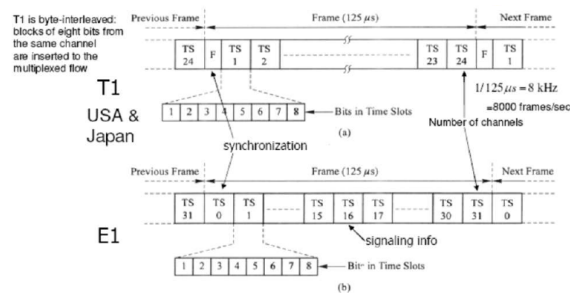 T1 is byte-interleaved:
blocks of eight bits from
the same channel
are inserted to the
multiplexed flow
Previous Frame
Frame (125 µs)
Next Frame
TS 24
F
TS 1
TS 2
TS 23
TS 24
F
TS 1
T1
USA &
Japan
1/125µs = 8 kHz
=8000 frames/sec
1 2 3 4 5 6 7 8
Bits in Time Slots
Number of channels
(a)
synchronization
Previous Frame
Frame (125 µs)
Next Frame
TS 31
TS 0
TS 1
TS 15
TS 16
TS 17
TS 30
TS 31
TS 0
E1
signaling info
1 2 3 4 5 6 7 8
Bit in Time Slots
(b)